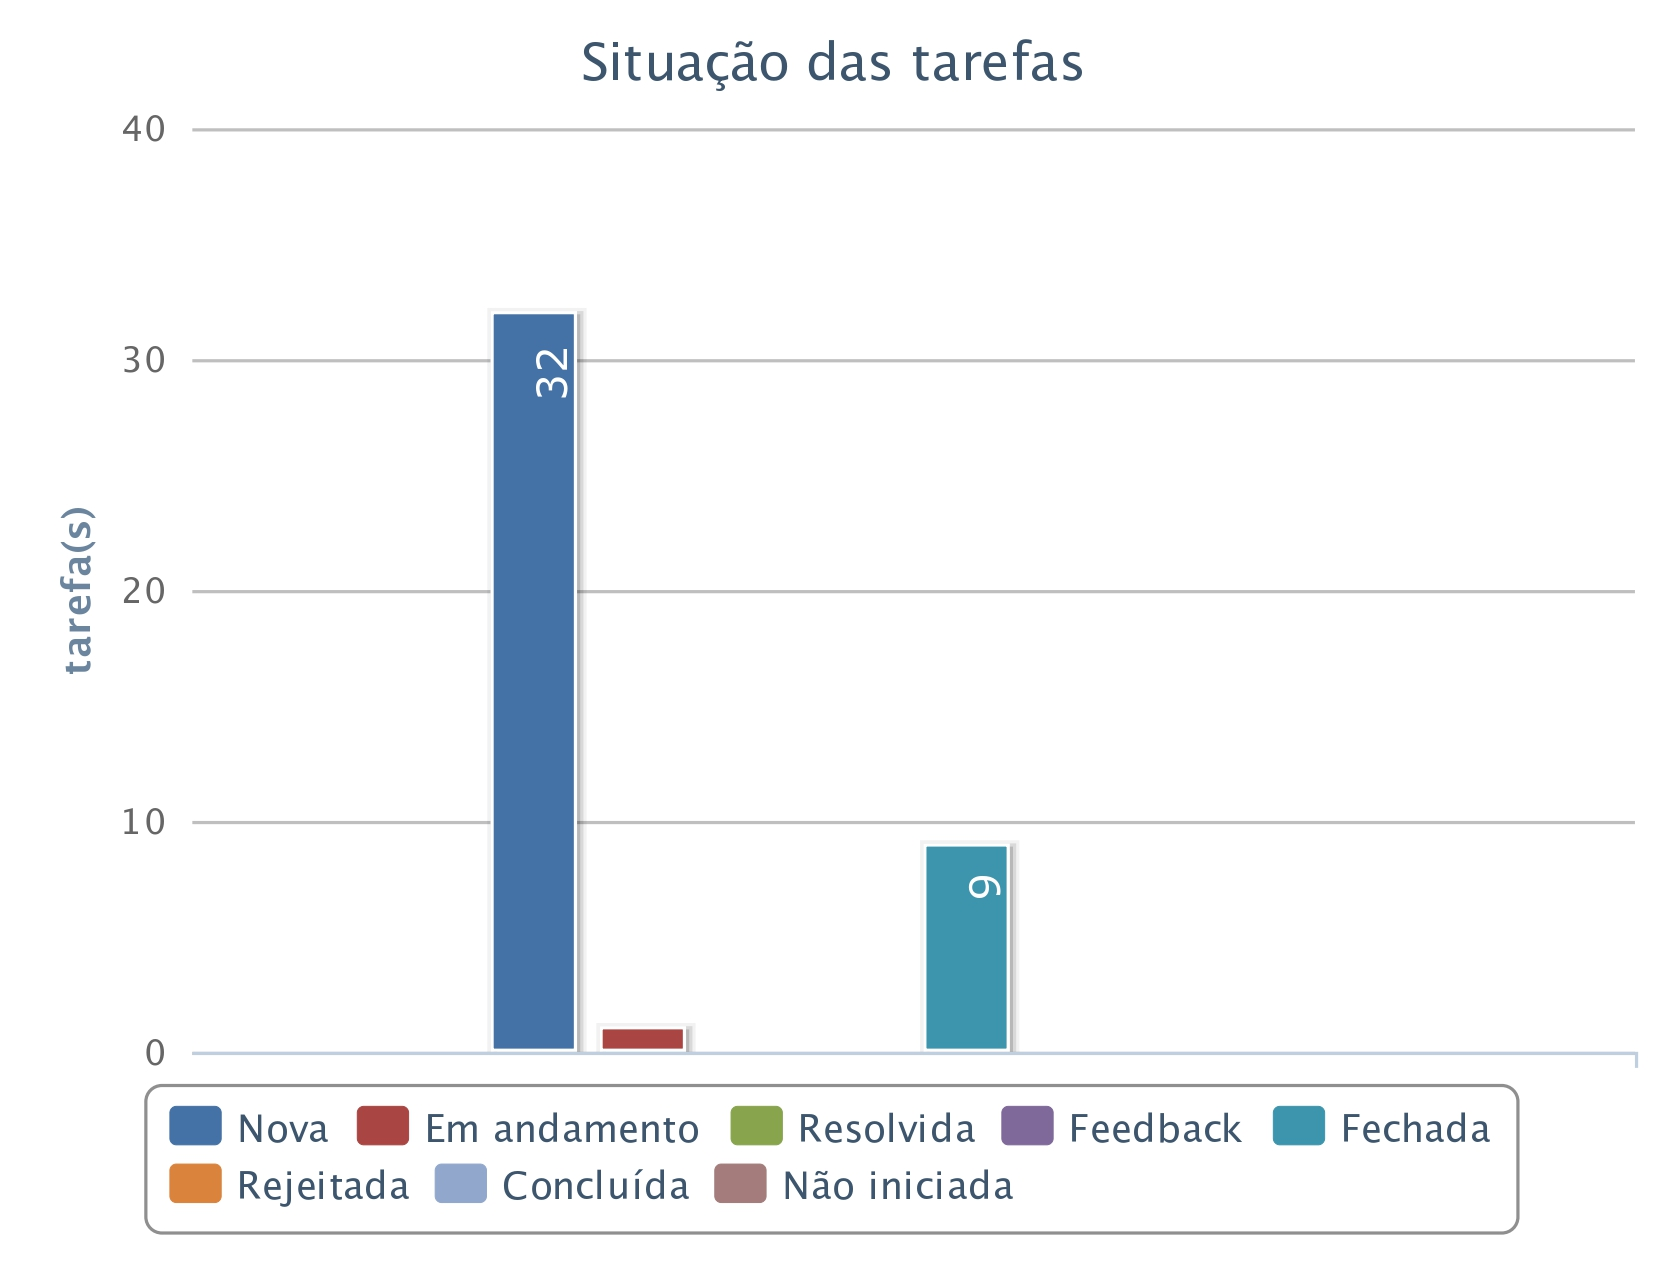 Situação das tarefas
40
30
20
10
0
tarefa(s)
32
9
Nova Em andamento Resolvida Feedback Fechada
Rejeitada Concluída Não iniciada